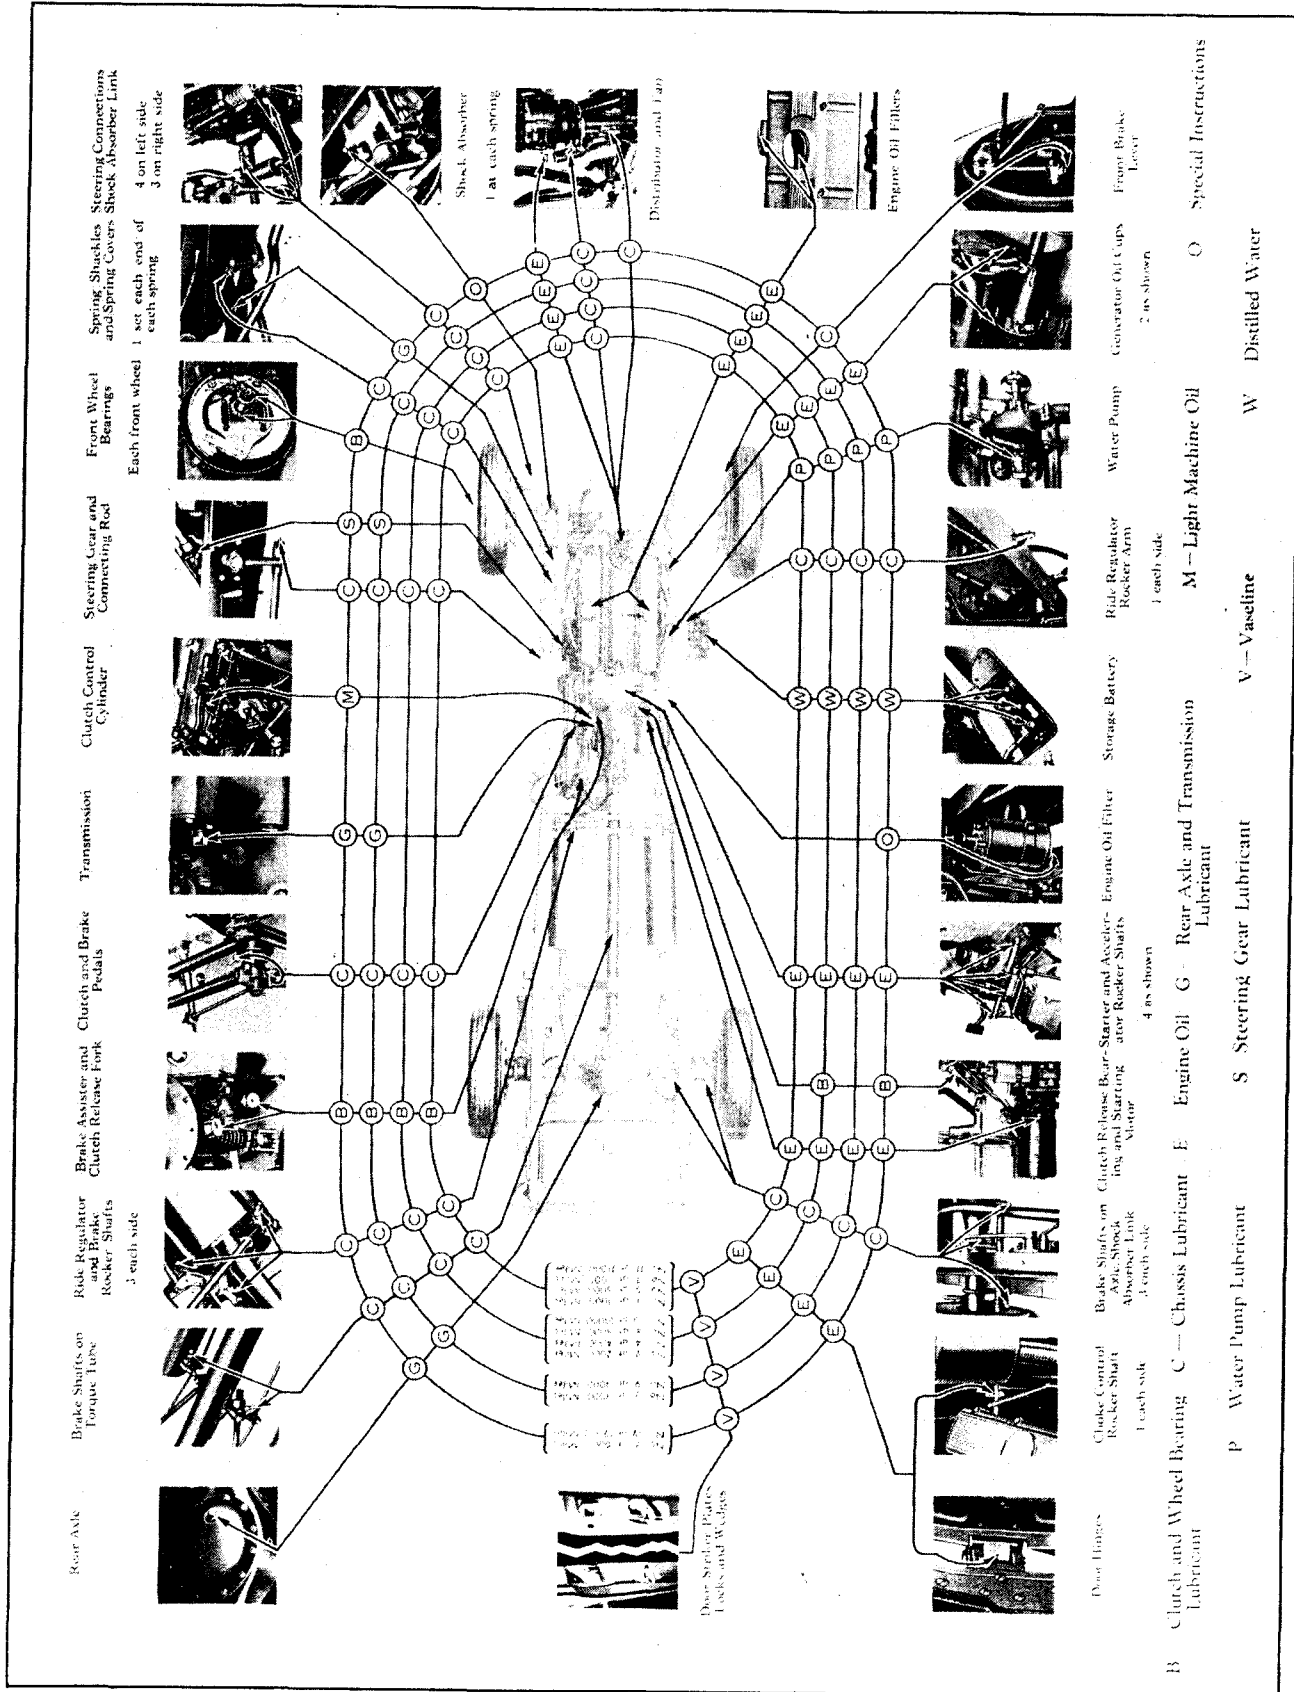 Rear Axle
Brake Shafts on
Torque Tube
Ride Regulator
and Brake
Rocker Shafts
3 each side
Brake Assister and
Clutch Release Fork
Clutch and Brake
Pedals
Transmission
Clutch Control
Cylinder
Steering Gear and
Connecting Rod
Front Wheel
Bearings
Each front wheel
Spring Shackles
and Spring Covers
1 set each end of
each spring
Steering Connections
Shock Absorber Link
4 on left side
3 on right side
Shock Absorber
1 at each spring
Distributor and Fan
Engine Oil Fillers
G C C B C G M C S B C G C O E C C
G C C B C G C S C C E C
C C B C C C C E C
C C B C C C C E C
V E C E E W C P E E
V E C E B E W C P E E
V E C E E W C P E E
V E C E B E O W C P E C E
Door Striker Plates
Locks and Wedges
Door Hinges
Choke Control
Rocker Shaft
1 each side
Brake Shafts on
Axle Shock
Absorber Link
3 each side
Clutch Release Bear-
ing and Starting
Motor
Starter and Acceler-
ator Rocker Shafts
4 as shown
Engine Oil Filter
Storage Battery
Ride Regulator
Rocker Arm
1 each side
Water Pump
Generator Oil Cups
2 as shown
Front Brake
Lever
B Clutch and Wheel Bearing
Lubricant
C — Chassis Lubricant
E Engine Oil
G - Rear Axle and Transmission
Lubricant
M—Light Machine Oil
O Special Instructions
P Water Pump Lubricant
S Steering Gear Lubricant
V—Vaseline
W Distilled Water